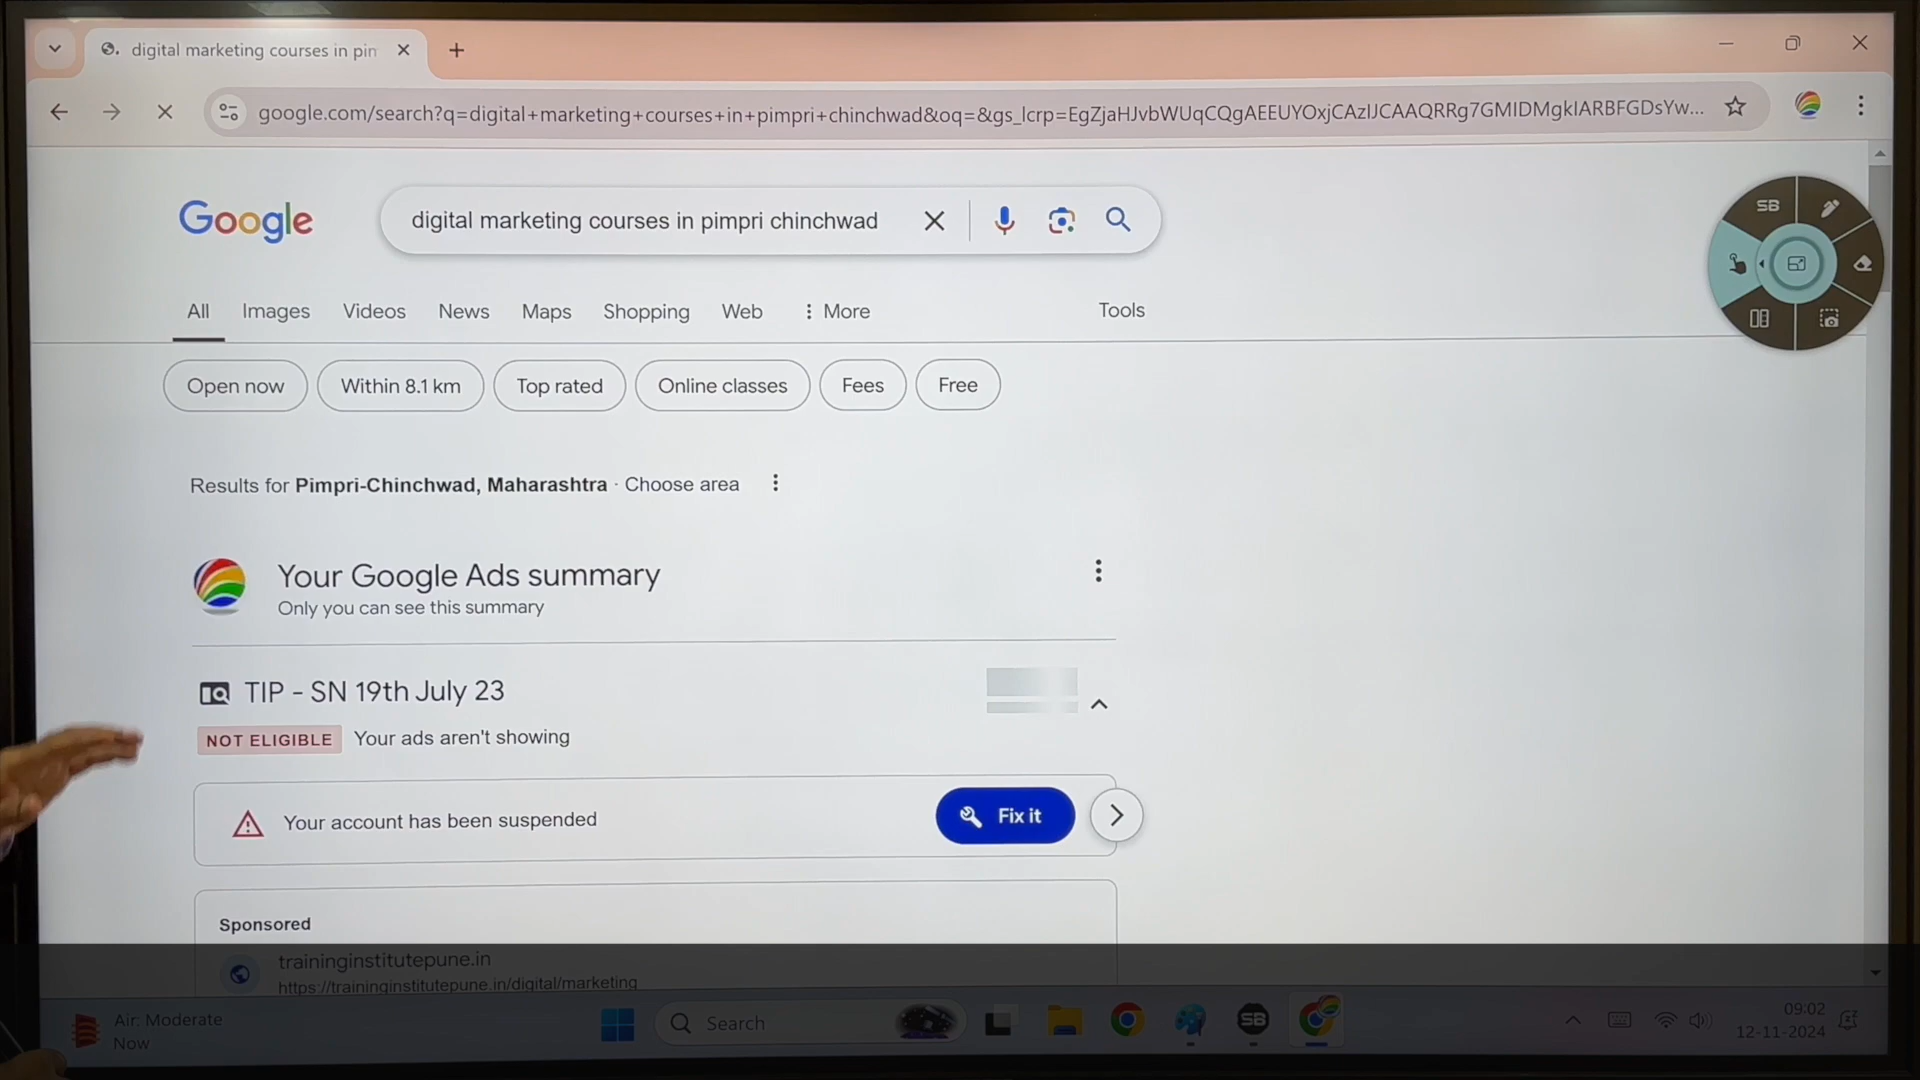 digital marketing courses in pin
google.com/search?q=digital+marketing+courses+in+pimpri+chinchwad&oq=&gs_lcrp=EgZjaHJvbWUqCQgAEEUYOxjCAzIJCAAQRRg7GMIDMgkIARBFGDsYw...
Google
digital marketing courses in pimpri chinchwad
SB
All Images Videos News Maps Shopping Web More Tools
Open now Within 8.1 km Top rated Online classes Fees Free
Results for Pimpri-Chinchwad, Maharashtra · Choose area
Your Google Ads summary
Only you can see this summary
TIP - SN 19th July 23
NOT ELIGIBLE Your ads aren't showing
Your account has been suspended Fix it
Sponsored
traininginstitutepune.in
https://traininginstitutepune.in/digital/marketing
Air: Moderate
Now
Search
SB
09:02
12-11-2024